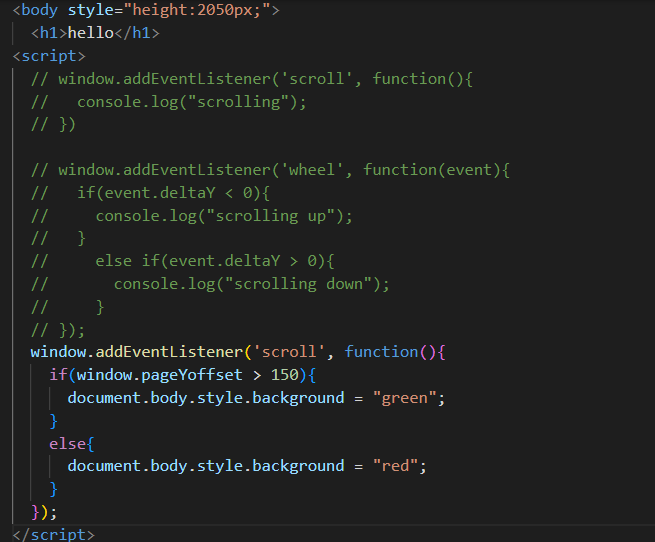 <body style="height:2050px;">
<h1>hello</h1>
<script>
// window.addEventListener('scroll', function(){
//   console.log("scrolling");
// })
// window.addEventListener('wheel', function(event){
//   if(event.deltaY < 0){
//     console.log("scrolling up");
//   }
//     else if(event.deltaY > 0){
//       console.log("scrolling down");
//     }
// });
window.addEventListener('scroll', function(){
if(window.pageYoffset > 150){
document.body.style.background = "green";
}
else{
document.body.style.background = "red";
}
});
</script>